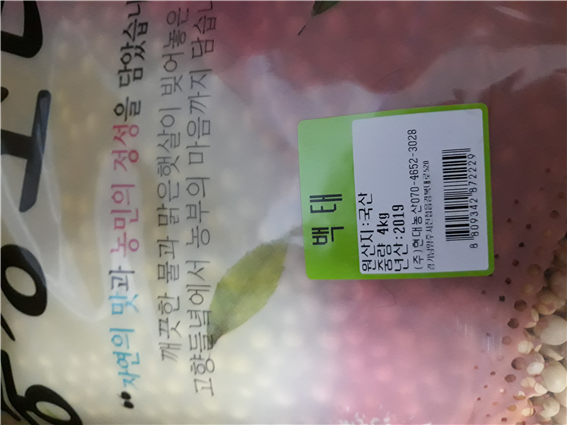 "자연의 맛과 농민의 정성을 담았습니
깨끗한 물과 맑은햇살이 빚어놓은
고향들녘에서 농부의 마음까지 담습
백 태
원산지:국산
중량 4kg
년산:2019
(주)현대농산070-4652-3028
8 809342 872229